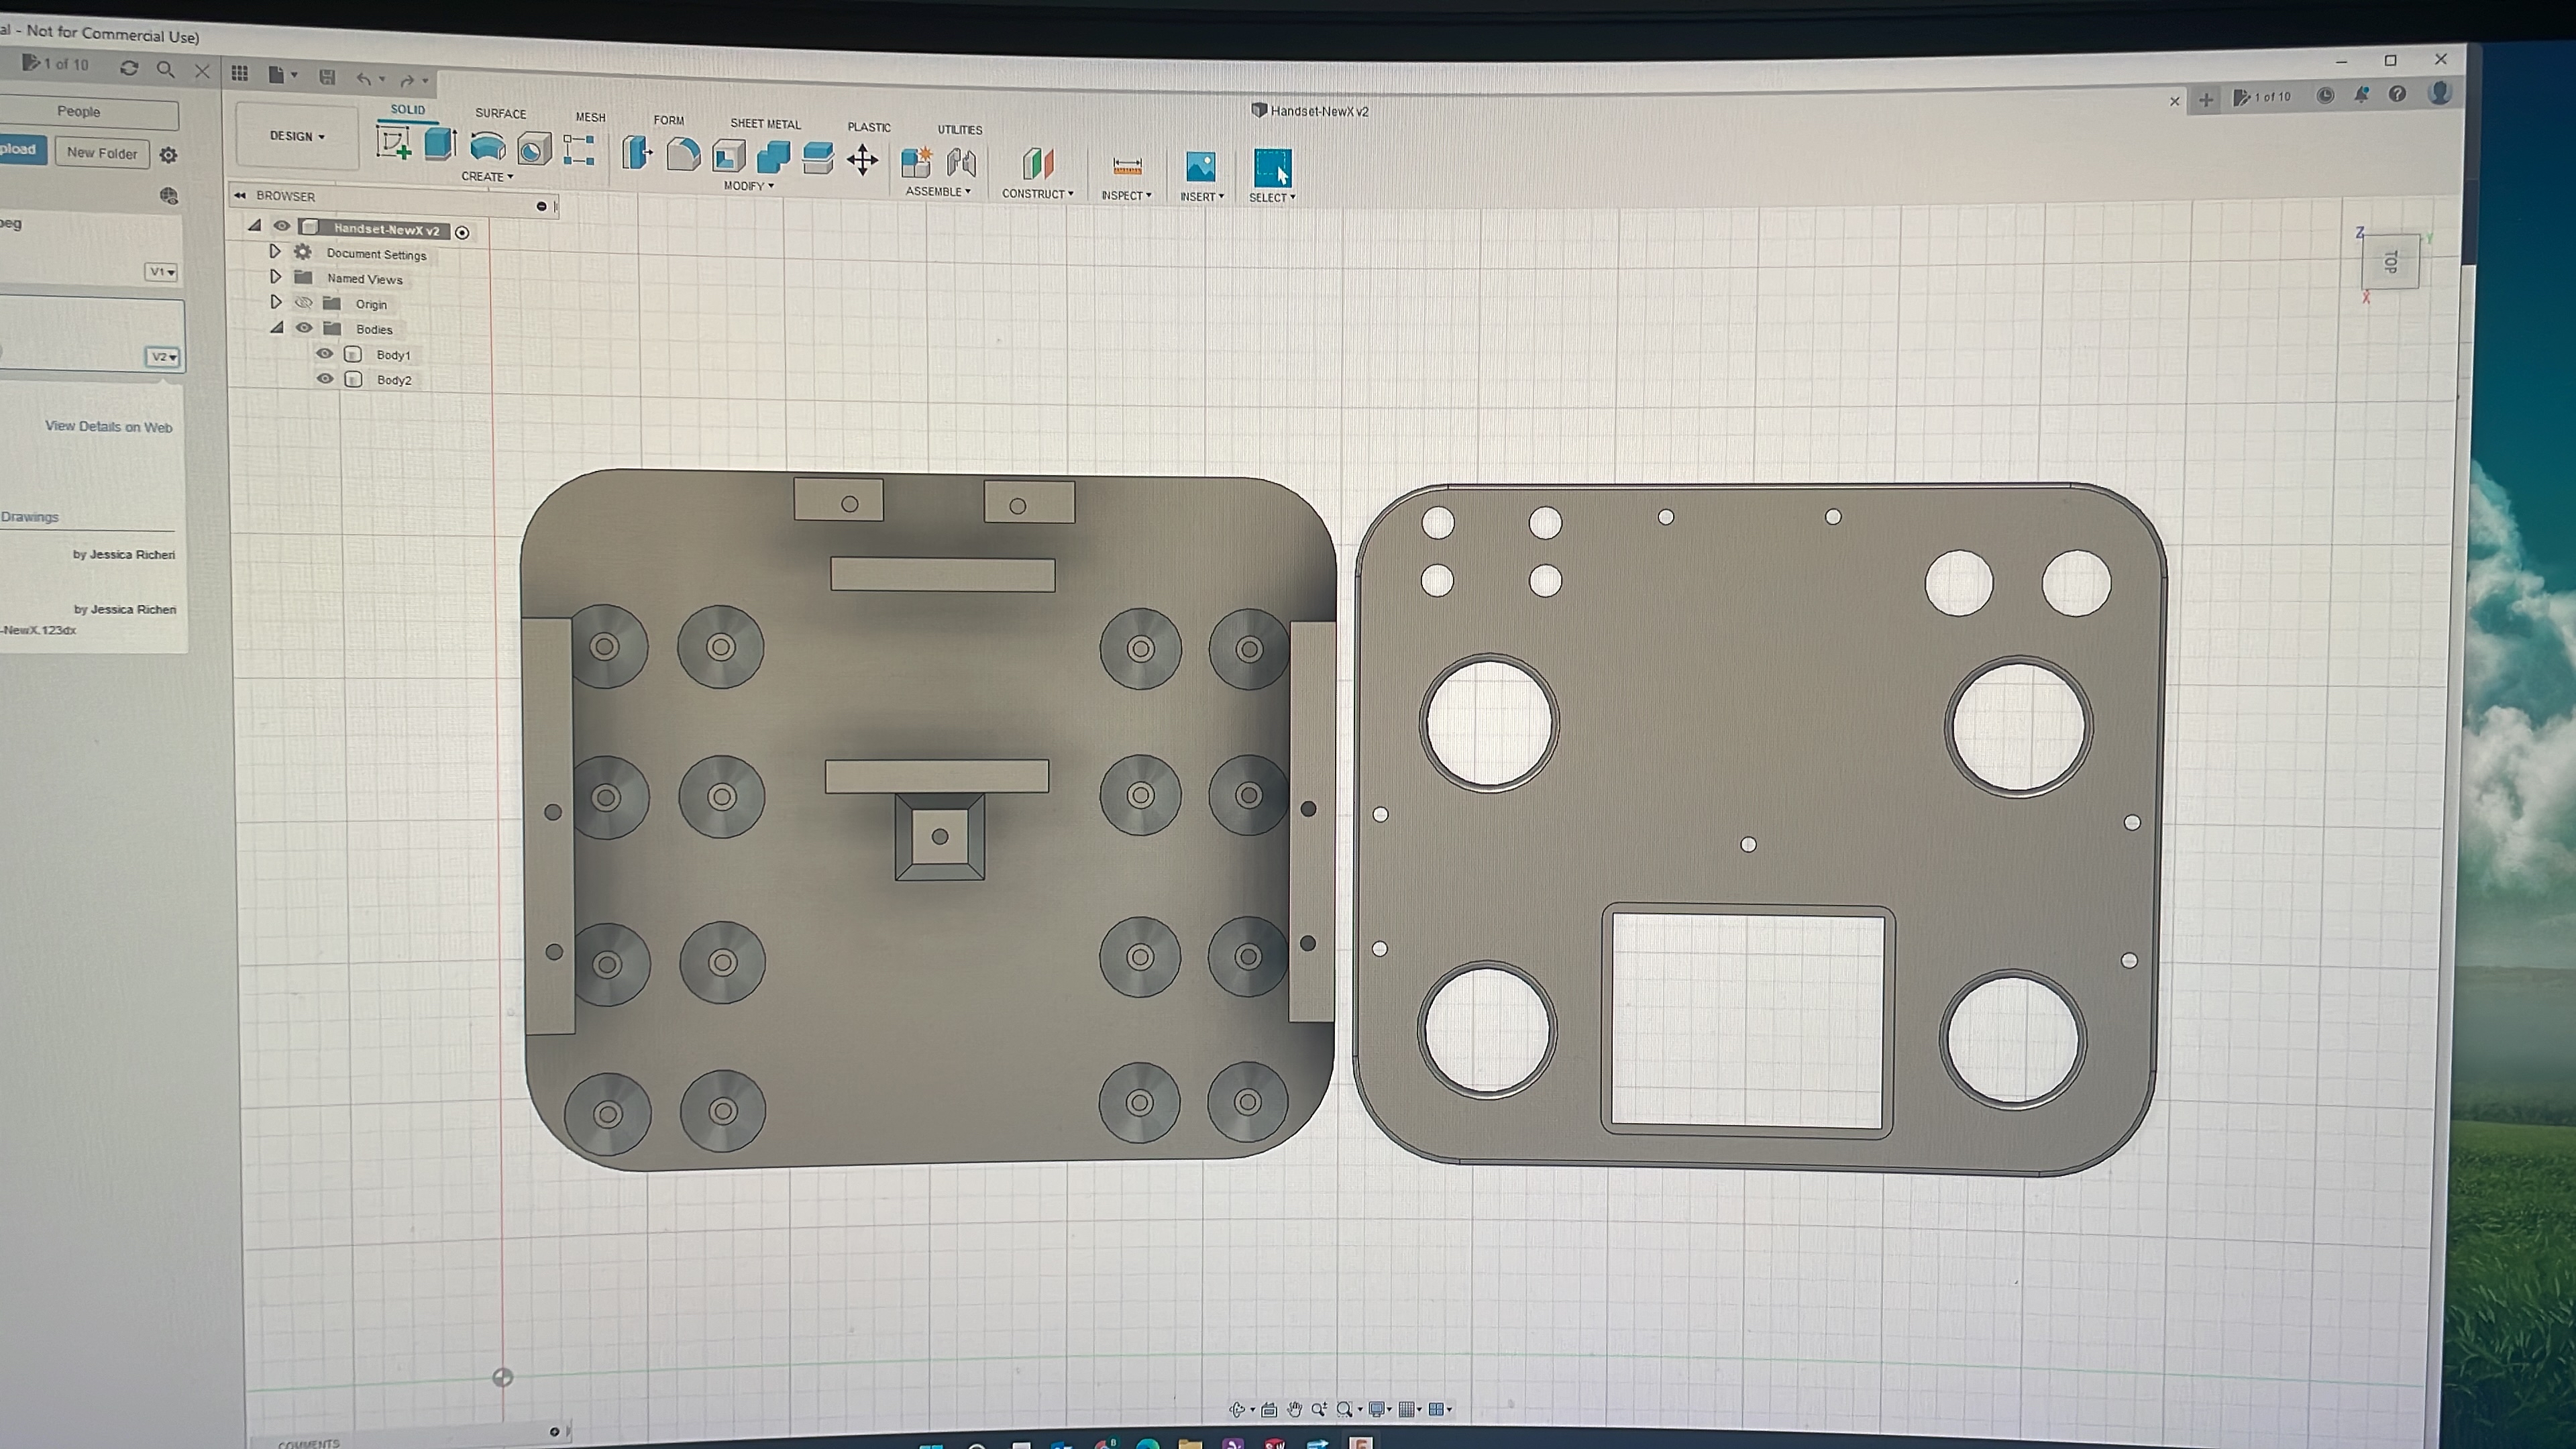 al - Not for Commercial Use)
1 of 10
People
pload
New Folder
peg
V1
V2
View Details on Web
Drawings
by Jessica Richeri
by Jessica Richeri
-NewX.123dx
Handset-NewX v2
1 of 10
DESIGN
SOLID
SURFACE
MESH
FORM
SHEET METAL
PLASTIC
UTILITIES
CREATE
MODIFY
ASSEMBLE
CONSTRUCT
INSPECT
INSERT
SELECT
BROWSER
Handset-NewX v2
Document Settings
Named Views
Origin
Bodies
Body1
Body2
Z
Y
TOP
X
COMMENTS